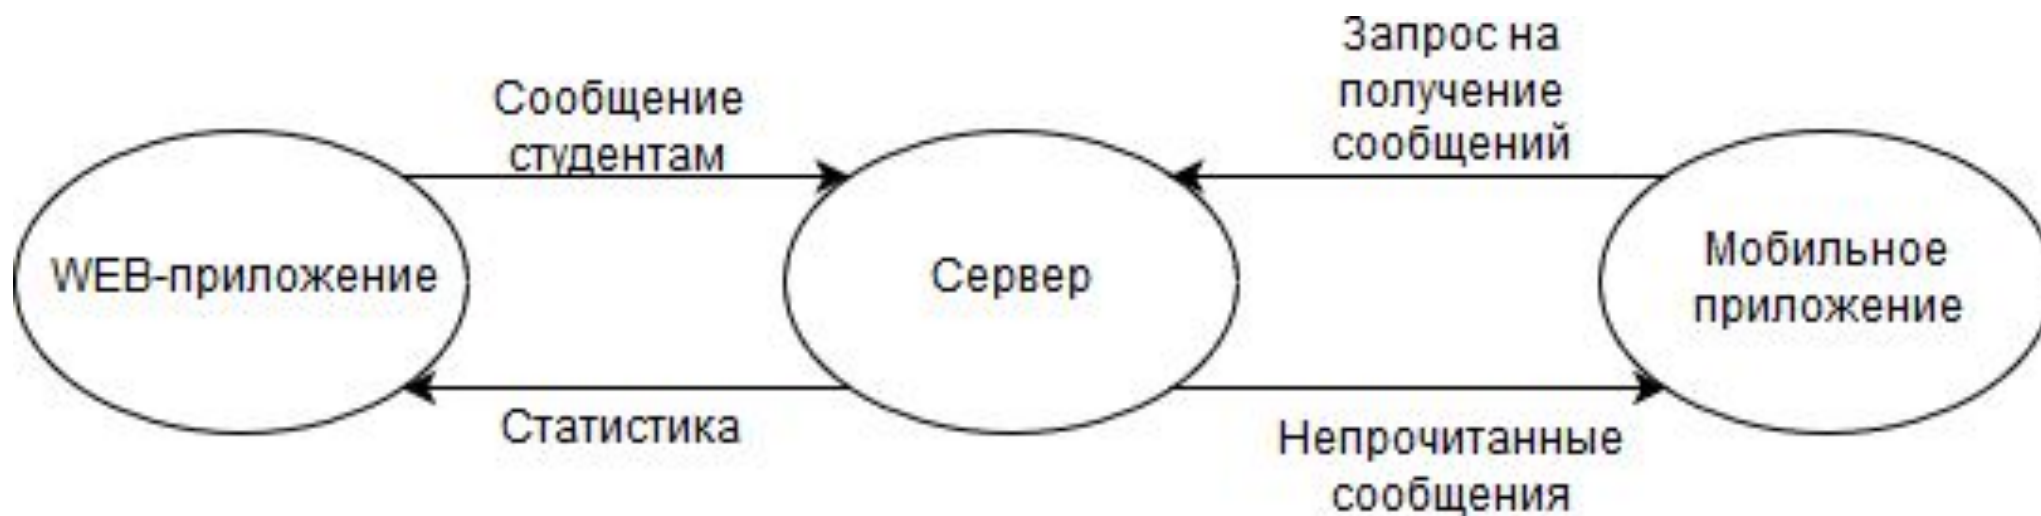 Сообщение
студентам
Запрос на
получение
сообщений
WEB-приложение
Сервер
Мобильное
приложение
Статистика
Непрочитанные
сообщения